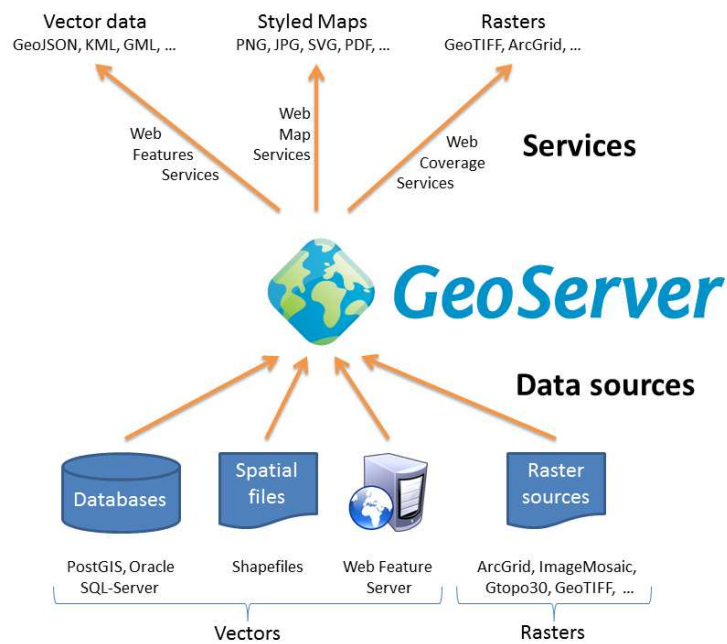 Vector data
GeoJSON, KML, GML, ...
Styled Maps
PNG, JPG, SVG, PDF, ...
Rasters
GeoTIFF, ArcGrid, ...
Web
Features
Services
Web
Map
Services
Web
Coverage
Services
Services
GeoServer
Data sources
Databases
Spatial
files
Raster
sources
PostGIS, Oracle
SQL-Server
Shapefiles
Web Feature
Server
ArcGrid, ImageMosaic,
Gtopo30, GeoTIFF, ...
Vectors
Rasters